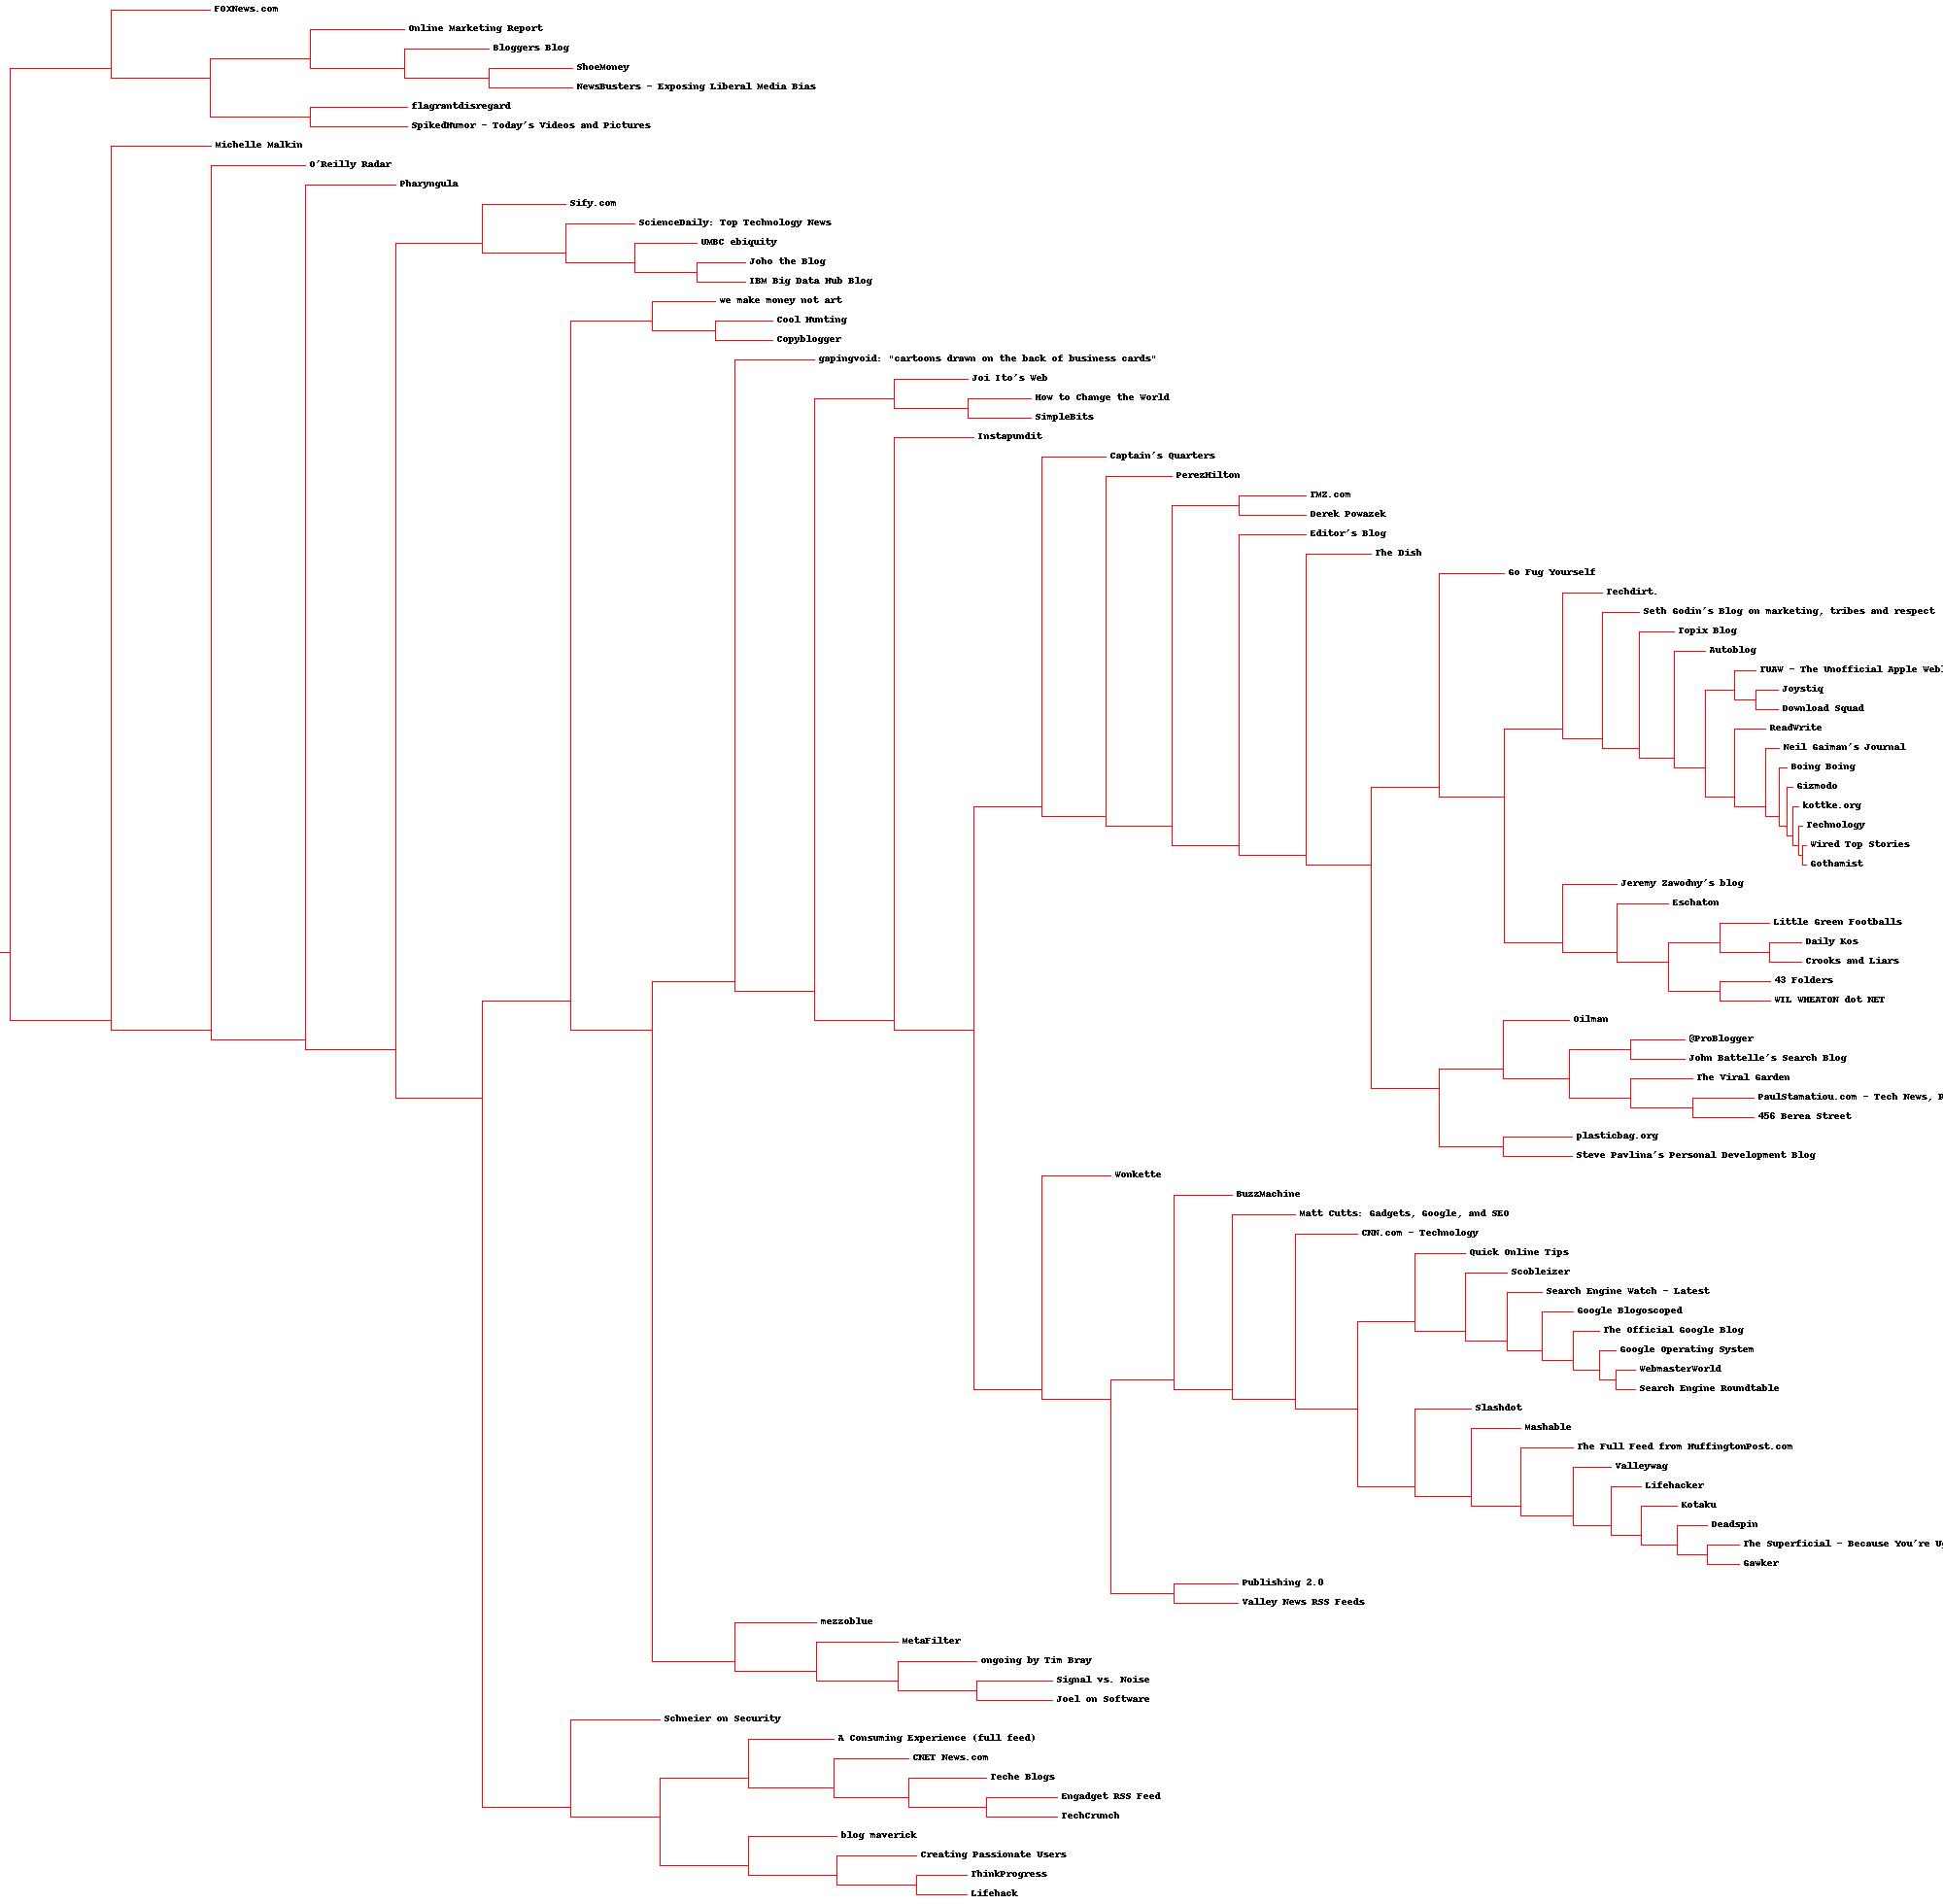 FOXNews.com
Online Marketing Report
Bloggers Blog
ShoeMoney
NewsBusters - Exposing Liberal Media Bias
flagrantdisregard
SpikedHumor - Today's Videos and Pictures
Michelle Malkin
O'Reilly Radar
Pharyngula
Sify.com
ScienceDaily: Top Technology News
UMBC ebiquity
Joho the Blog
IBM Big Data Hub Blog
we make money not art
Cool Hunting
Copyblogger
gapingvoid: "cartoons drawn on the back of business cards"
Joi Ito's Web
How to Change the World
SimpleBits
Instapundit
Captain's Quarters
PerezHilton
TMZ.com
Derek Powazek
Editor's Blog
The Dish
Go Fug Yourself
Techdirt.
Seth Godin's Blog on marketing, tribes and respect
Topix Blog
Autoblog
TUAW - The Unofficial Apple Web
Joystiq
Download Squad
ReadWrite
Neil Gaiman's Journal
Boing Boing
Gizmodo
kottke.org
Technology
Wired Top Stories
Gothamist
Jeremy Zawodny's blog
Eschaton
Little Green Footballs
Daily Kos
Crooks and Liars
43 Folders
WIL WHEATON dot NET
Oilman
@ProBlogger
John Battelle's Search Blog
The Viral Garden
PaulStamatiou.com - Tech News,
456 Berea Street
plasticbag.org
Steve Pavlina's Personal Development Blog
Wonkette
BuzzMachine
Matt Cutts: Gadgets, Google, and SEO
CNN.com - Technology
Quick Online Tips
Scobleizer
Search Engine Watch - Latest
Google Blogoscoped
The Official Google Blog
Google Operating System
WebmasterWorld
Search Engine Roundtable
Slashdot
Mashable
The Full Feed from HuffingtonPost.com
Valleywag
Lifehacker
Kotaku
Deadspin
The Superficial - Because You're
Gawker
Publishing 2.0
Valley News RSS Feeds
mezzoblue
MetaFilter
ongoing by Tim Bray
Signal vs. Noise
Joel on Software
Schneier on Security
A Consuming Experience (full feed)
CNET News.com
Teche Blogs
Engadget RSS Feed
TechCrunch
blog maverick
Creating Passionate Users
ThinkProgress
Lifehack